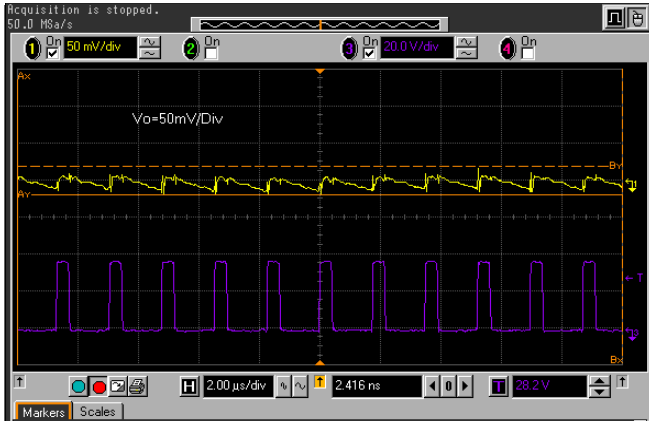 Acquisition is stopped.
50.0 MSa/s
1 On 50 mV/div 2 On 3 On 20.0 V/div 4 On
Ax
Vo=50mV/Div
By
Ay
T
Bx
H 2.00 µs/div 2.416 ns 0 T 28.2 V
Markers Scales